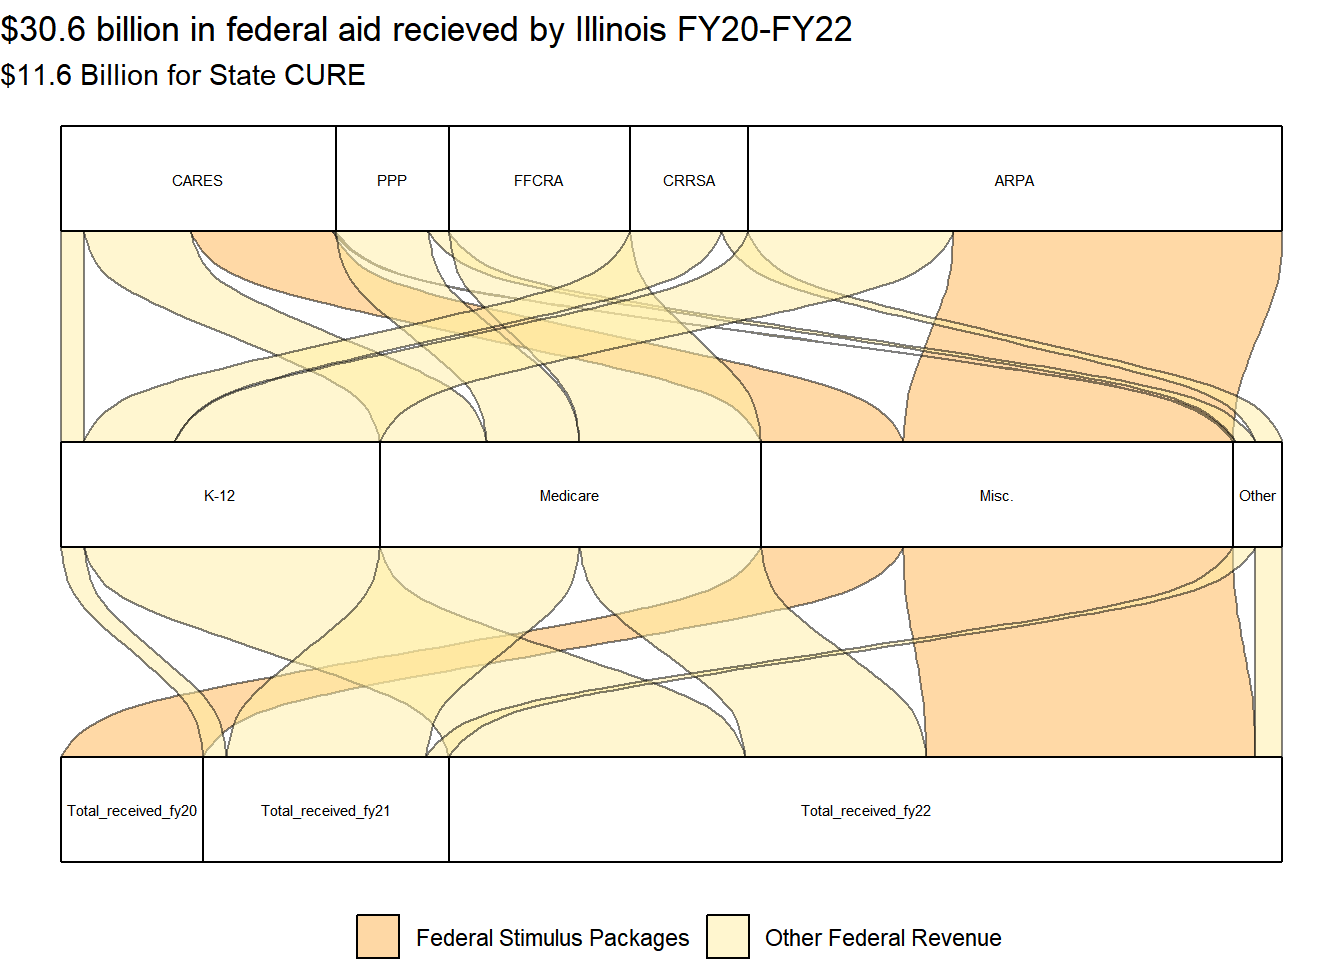 $30.6 billion in federal aid recieved by Illinois FY20-FY22
$11.6 Billion for State CURE
CARES
PPP
FFCRA
CRRSA
ARPA
K-12
Medicare
Misc.
Other
Total_received_fy20
Total_received_fy21
Total_received_fy22
Federal Stimulus Packages
Other Federal Revenue